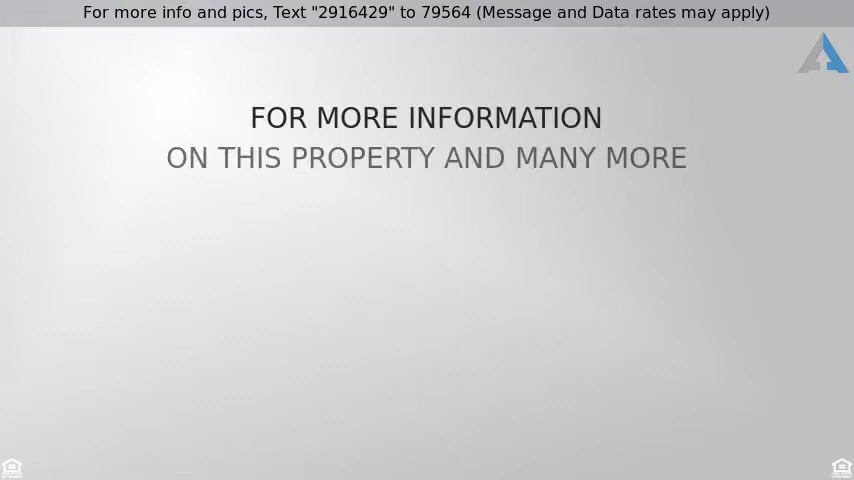 For more info and pics, Text "2916429" to 79564 (Message and Data rates may apply)
FOR MORE INFORMATION
ON THIS PROPERTY AND MANY MORE